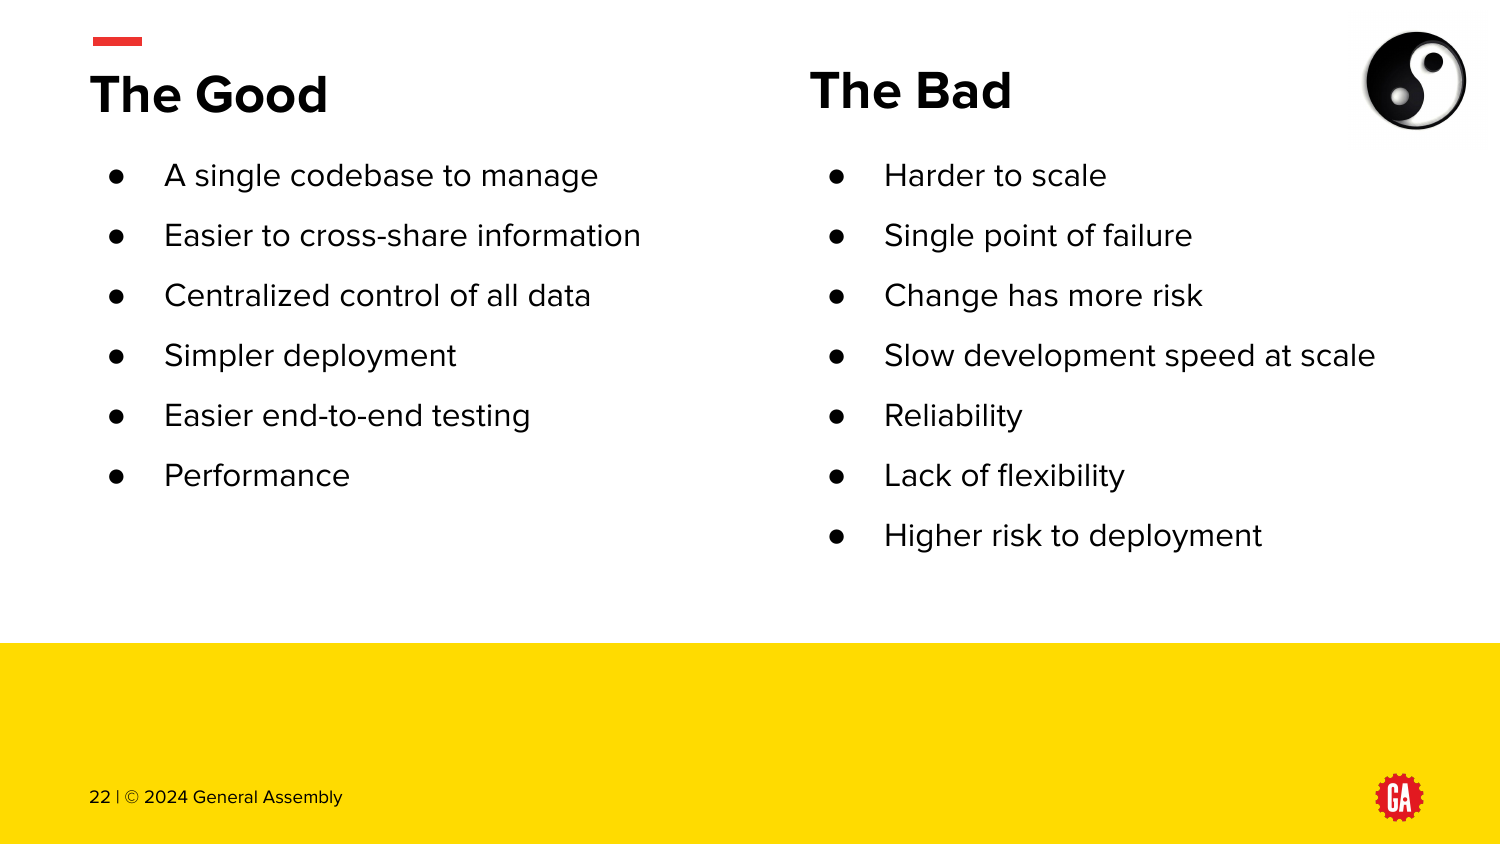 The Good
● A single codebase to manage
● Easier to cross-share information
● Centralized control of all data
● Simpler deployment
● Easier end-to-end testing
● Performance
The Bad
● Harder to scale
● Single point of failure
● Change has more risk
● Slow development speed at scale
● Reliability
● Lack of flexibility
● Higher risk to deployment
22 | © 2024 General Assembly
GA